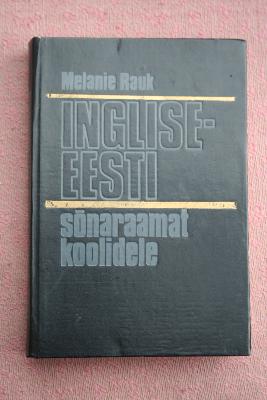 Melanie Rauk
INGLISE-
EESTI
sõnaraamat
koolidele